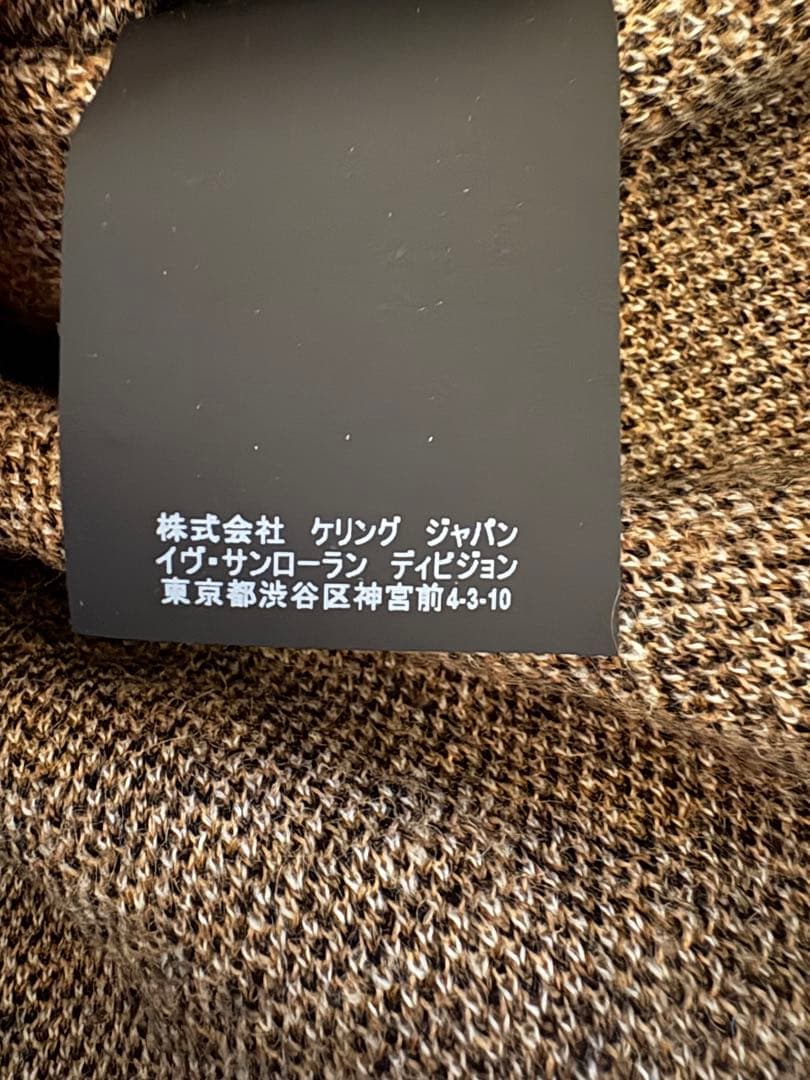 株式会社　ケリング　ジャパン
イヴ・サンローラン　ディビジョン
東京都渋谷区神宮前4-3-10